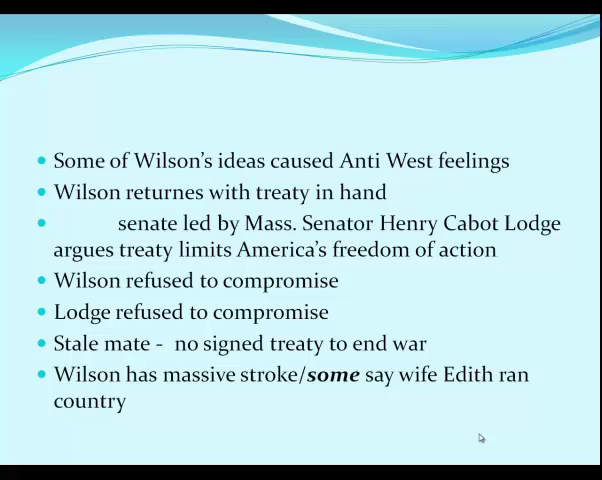 Some of Wilson's ideas caused Anti West feelings
Wilson returnes with treaty in hand
senate led by Mass. Senator Henry Cabot Lodge
argues treaty limits America's freedom of action
Wilson refused to compromise
Lodge refused to compromise
Stale mate - no signed treaty to end war
Wilson has massive stroke/some say wife Edith ran
country